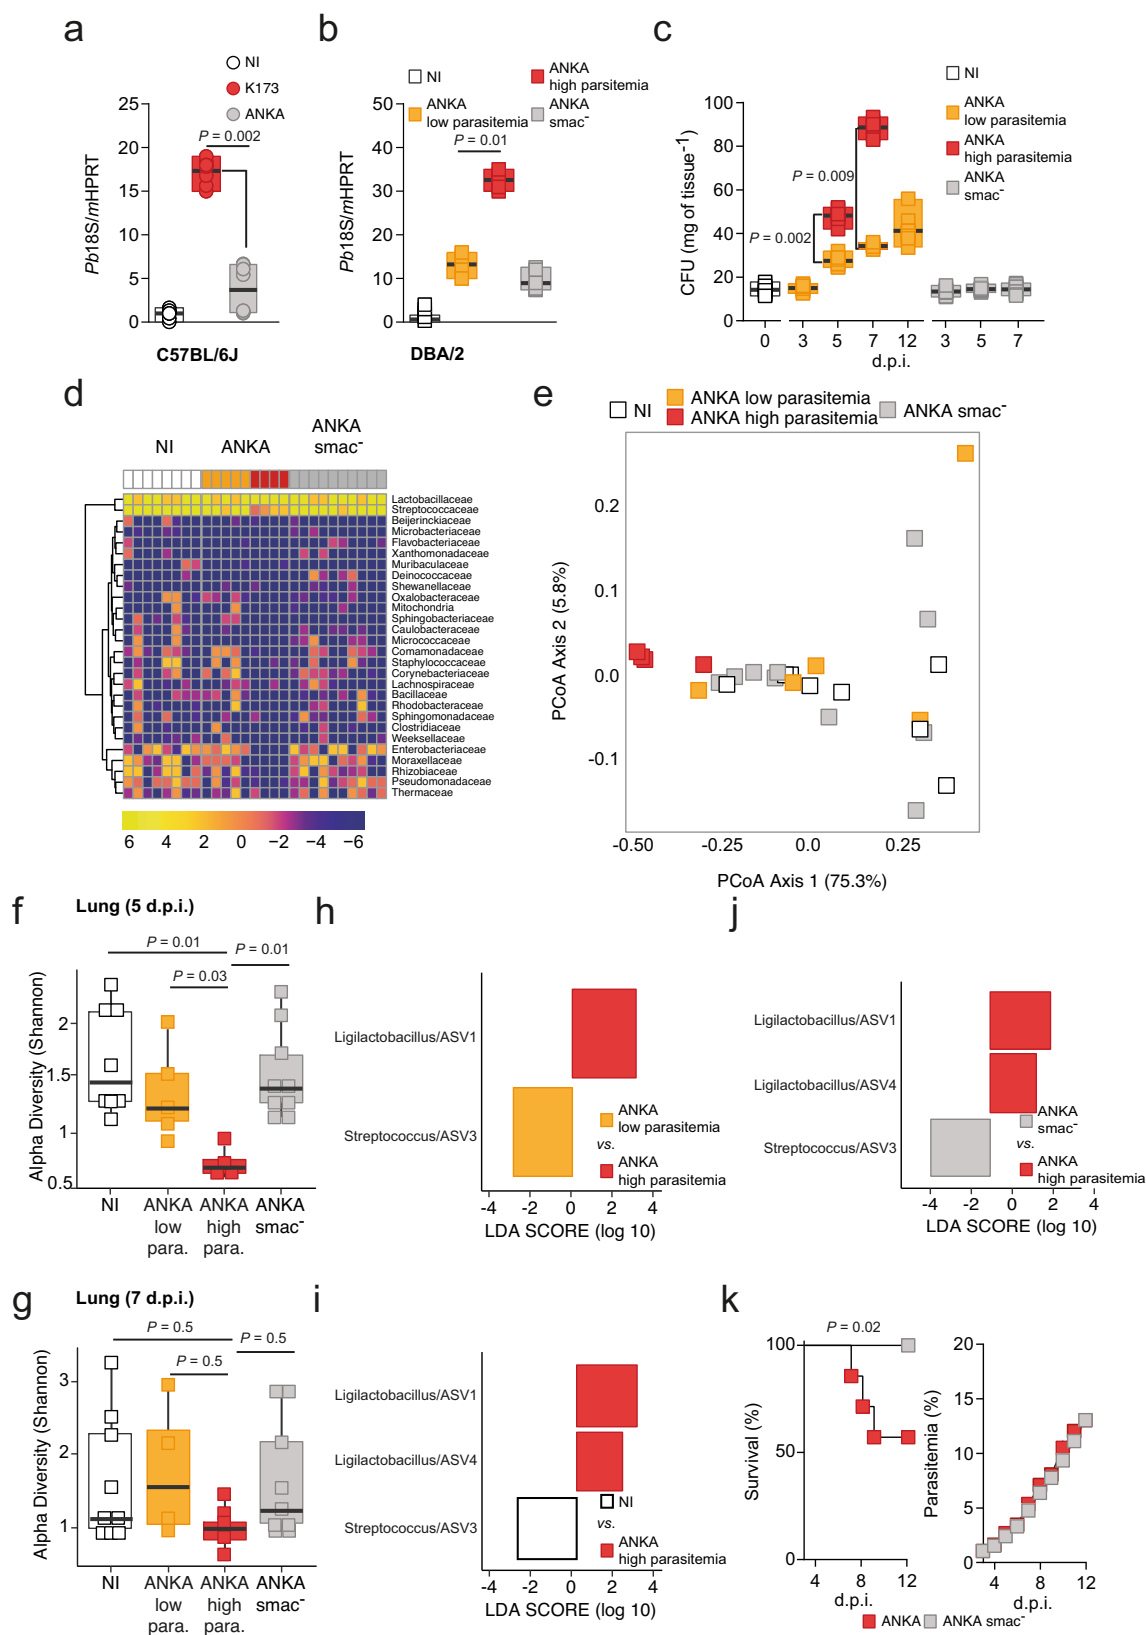 a
NI
K173
ANKA
P = 0.002
25
20
15
10
5
0
Pb18S/mHPRT
C57BL/6J
b
NI
ANKA
low parasitemia
ANKA
high parsitemia
ANKA
smac-
P = 0.01
50
40
30
20
10
0
Pb18S/mHPRT
DBA/2
c
NI
ANKA
low parasitemia
ANKA
high parasitemia
ANKA
smac-
100
80
60
40
20
0
CFU (mg of tissue-1)
P = 0.009
P = 0.002
0 3 5 7 12 3 5 7
d.p.i.
d
NI ANKA ANKA
smac-
Lactobacillaceae
Streptococcaceae
Beijerinckiaceae
Microbacteriaceae
Flavobacteriaceae
Xanthomonadaceae
Muribaculaceae
Deinococcaceae
Shewanellaceae
Oxalobacteraceae
Mitochondria
Sphingobacteriaceae
Caulobacteraceae
Micrococcaceae
Comamonadaceae
Staphylococcaceae
Corynebacteriaceae
Lachnospiraceae
Bacillaceae
Rhodobacteraceae
Sphingomonadaceae
Clostridiaceae
Weeksellaceae
Enterobacteriaceae
Moraxellaceae
Rhizobiaceae
Pseudomonadaceae
Thermaceae
6 4 2 0 −2 −4 −6
e
NI
ANKA low parasitemia
ANKA high parasitemia
ANKA smac-
0.2
0.1
0.0
-0.1
PCoA Axis 2 (5.8%)
-0.50 -0.25 0.0 0.25
PCoA Axis 1 (75.3%)
f
Lung (5 d.p.i.)
P = 0.01
P = 0.01
P = 0.03
2
1.5
1
0.5
Alpha Diversity (Shannon)
NI ANKA ANKA ANKA
low high smac-
para. para.
h
Ligilactobacillus/ASV1
Streptococcus/ASV3
ANKA
low parasitemia
vs.
ANKA
high parasitemia
-4 -2 0 2 4
LDA SCORE (log 10)
j
Ligilactobacillus/ASV1
Ligilactobacillus/ASV4
Streptococcus/ASV3
ANKA
smac-
vs.
ANKA
high parasitemia
-4 -2 0 2 4
LDA SCORE (log 10)
g
Lung (7 d.p.i.)
P = 0.5
P = 0.5
P = 0.5
3
2
1
Alpha Diversity (Shannon)
NI ANKA ANKA ANKA
low high smac-
para. para.
i
Ligilactobacillus/ASV1
Ligilactobacillus/ASV4
Streptococcus/ASV3
NI
vs.
ANKA
high parasitemia
-4 -2 0 2 4
LDA SCORE (log 10)
k
P = 0.02
100
50
0
Survival (%)
4 8 12
d.p.i.
20
15
10
5
0
Parasitemia (%)
4 8 12
d.p.i.
ANKA ANKA smac-